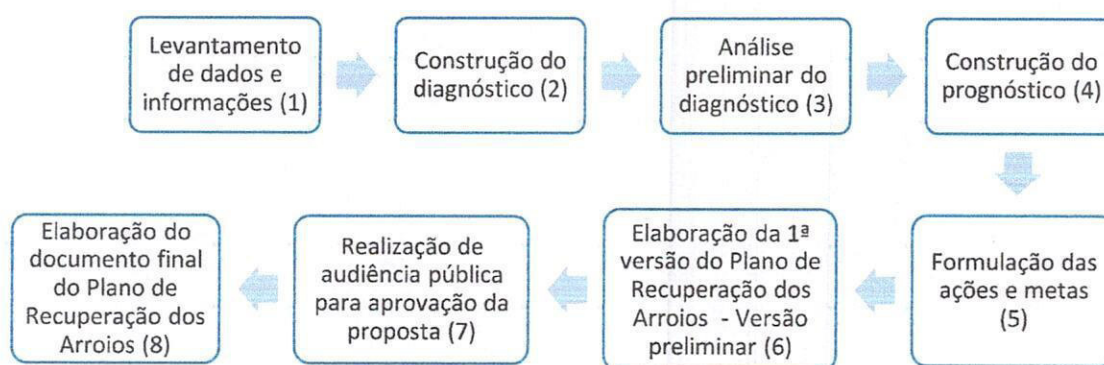 Levantamento
de dados e
informações (1)
Construção do
diagnóstico (2)
Análise
preliminar do
diagnóstico (3)
Construção do
prognóstico (4)
Formulação das
ações e metas
(5)
Elaboração da 1ª
versão do Plano de
Recuperação dos
Arroios - Versão
preliminar (6)
Realização de
audiência pública
para aprovação da
proposta (7)
Elaboração do
documento final
do Plano de
Recuperação dos
Arroios (8)